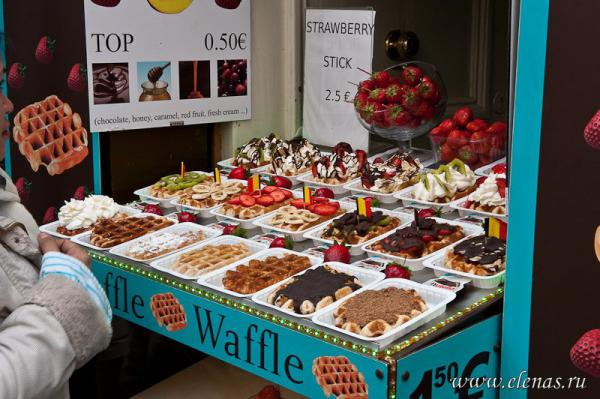 TOP 0.50€
(chocolate, honey, caramel, red fruit, fresh cream ...)
STRAWBERRY
STICK
2.5 €
Waffle
Waffle
1.50 €
www.elenas.ru